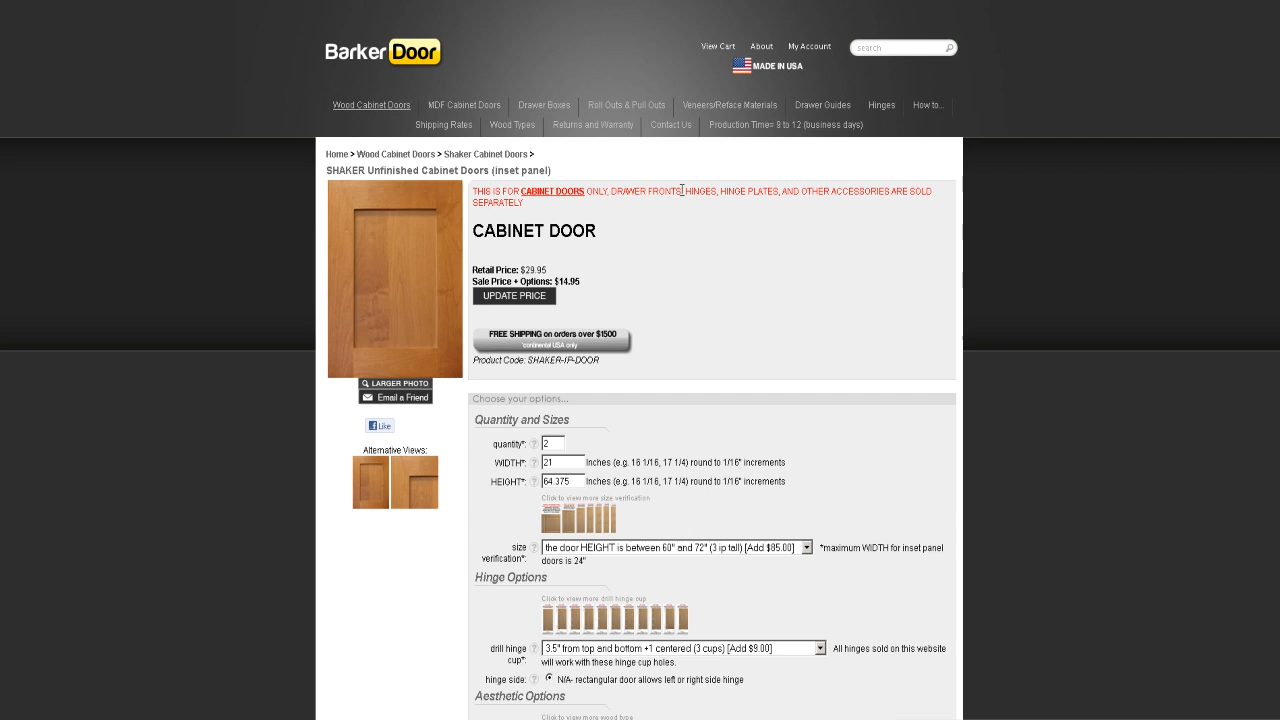 BarkerDoor
View Cart About My Account search
MADE IN USA
Wood Cabinet Doors MDF Cabinet Doors Drawer Boxes Roll Outs & Pull Outs Veneers/Reface Materials Drawer Guides Hinges How to...
Shipping Rates Wood Types Returns and Warranty Contact Us Production Time= 9 to 12 (business days)
Home > Wood Cabinet Doors > Shaker Cabinet Doors >
SHAKER Unfinished Cabinet Doors (inset panel)
THIS IS FOR CABINET DOORS ONLY, DRAWER FRONTS, HINGES, HINGE PLATES, AND OTHER ACCESSORIES ARE SOLD
SEPARATELY
CABINET DOOR
Retail Price: $29.95
Sale Price + Options: $14.95
UPDATE PRICE
FREE SHIPPING on orders over $1500
*continental USA only
Product Code: SHAKER-IP-DOOR
LARGER PHOTO
Email a Friend
Like
Alternative Views:
Choose your options...
Quantity and Sizes
quantity*: ? 2
WIDTH*: ? 21 Inches (e.g. 16 1/16, 17 1/4) round to 1/16" increments
HEIGHT*: ? 64.375 Inches (e.g. 16 1/16, 17 1/4) round to 1/16" increments
Click to view more size verification
size ? the door HEIGHT is between 60" and 72" (3 ip tall) [Add $85.00] *maximum WIDTH for inset panel
verification*: doors is 24"
Hinge Options
Click to view more drill hinge cup
drill hinge ? 3.5" from top and bottom +1 centered (3 cups) [Add $9.00] All hinges sold on this website
cup*: will work with these hinge cup holes.
hinge side: ? N/A- rectangular door allows left or right side hinge
Aesthetic Options
Click to view more wood type